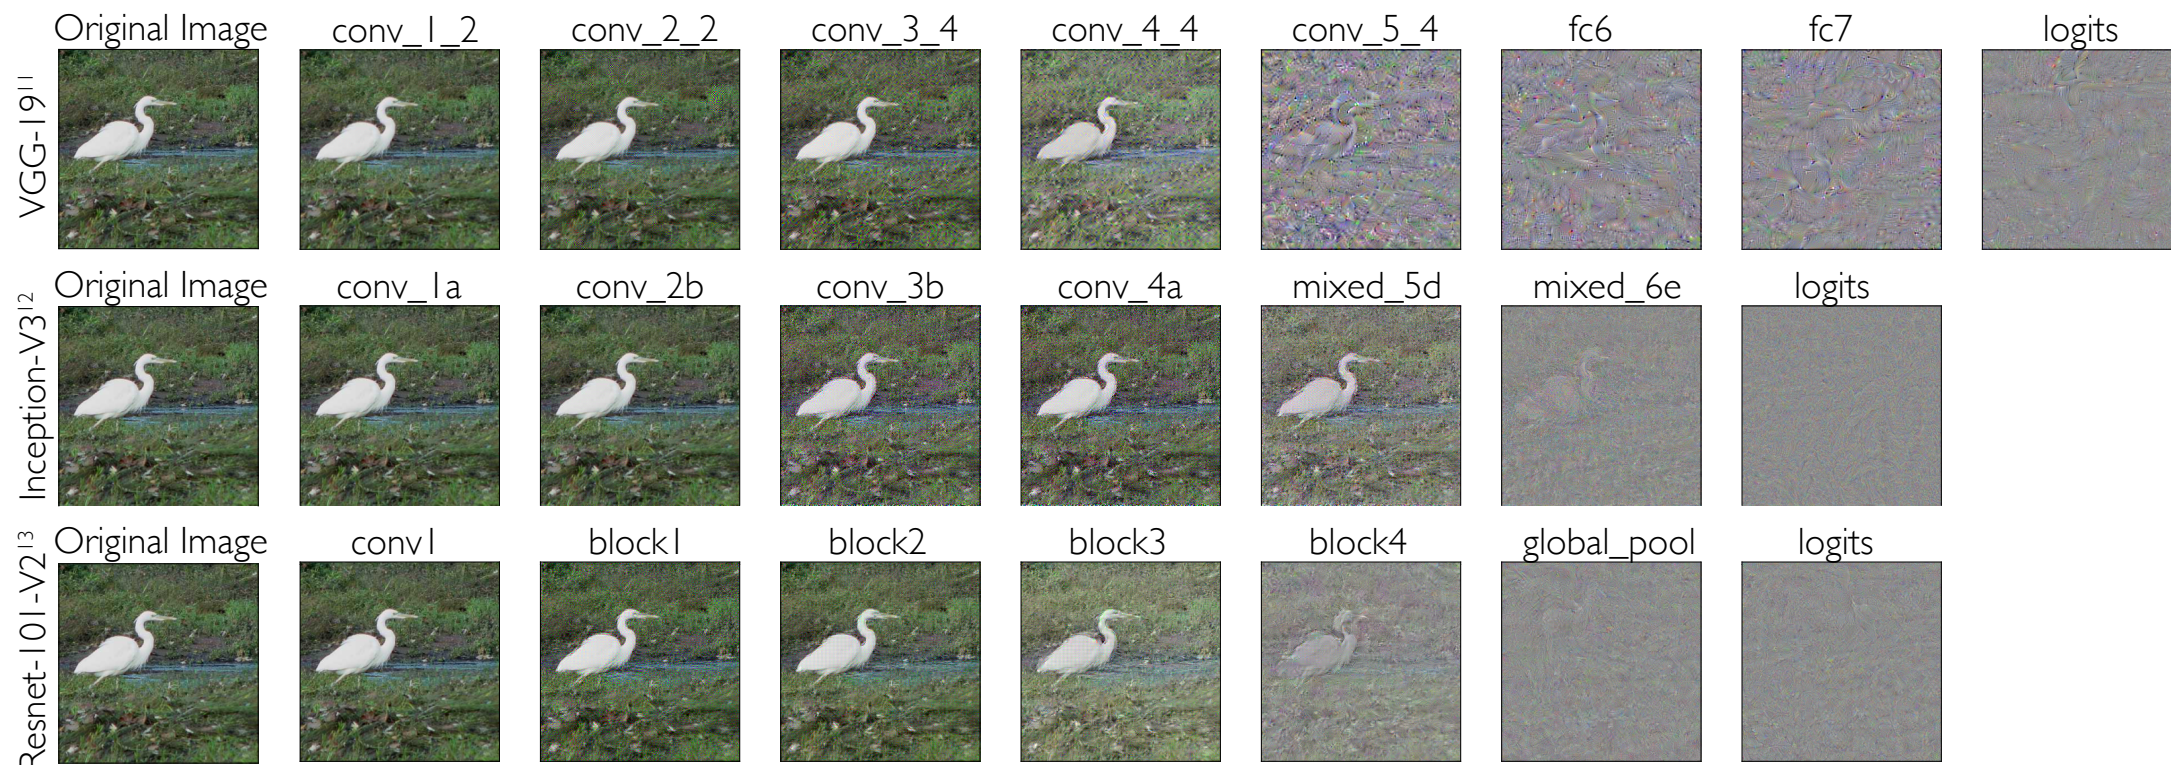 Original Image conv_1_2 conv_2_2 conv_3_4 conv_4_4 conv_5_4 fc6 fc7 logits
VGG-19¹¹
Original Image conv_1a conv_2b conv_3b conv_4a mixed_5d mixed_6e logits
Inception-V3¹²
Original Image conv1 block1 block2 block3 block4 global_pool logits
Resnet-101-V2¹³